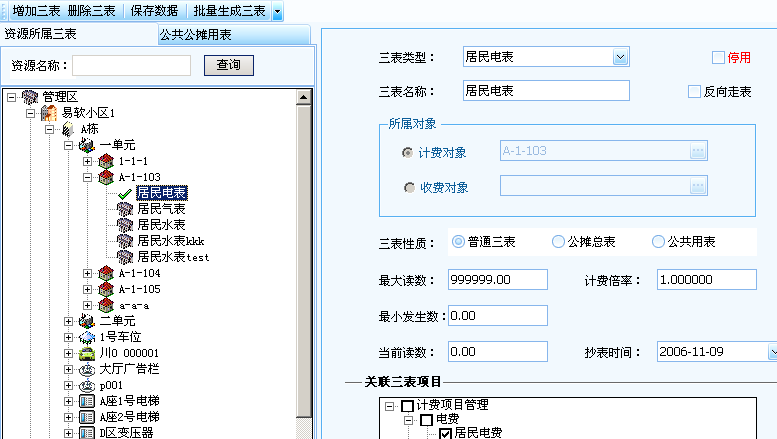 增加三表 删除三表 保存数据 批量生成三表
资源所属三表 公共公摊用表
资源名称： 查询
管理区
易软小区1
A栋
一单元
1-1-1
A-1-103
居民电表
居民气表
居民水表
居民水表kkk
居民水表test
A-1-104
A-1-105
a-a-a
二单元
1号车位
川0 000001
大厅广告栏
p001
A座1号电梯
A座2号电梯
D区变压器
三表类型： 居民电表 停用
三表名称： 居民电表 反向走表
所属对象
计费对象 A-1-103
收费对象
三表性质： 普通三表 公摊总表 公共用表
最大读数： 999999.00 计费倍率： 1.000000
最小发生数： 0.00
当前读数： 0.00 抄表时间： 2006-11-09
关联三表项目
计费项目管理
电费
居民电费